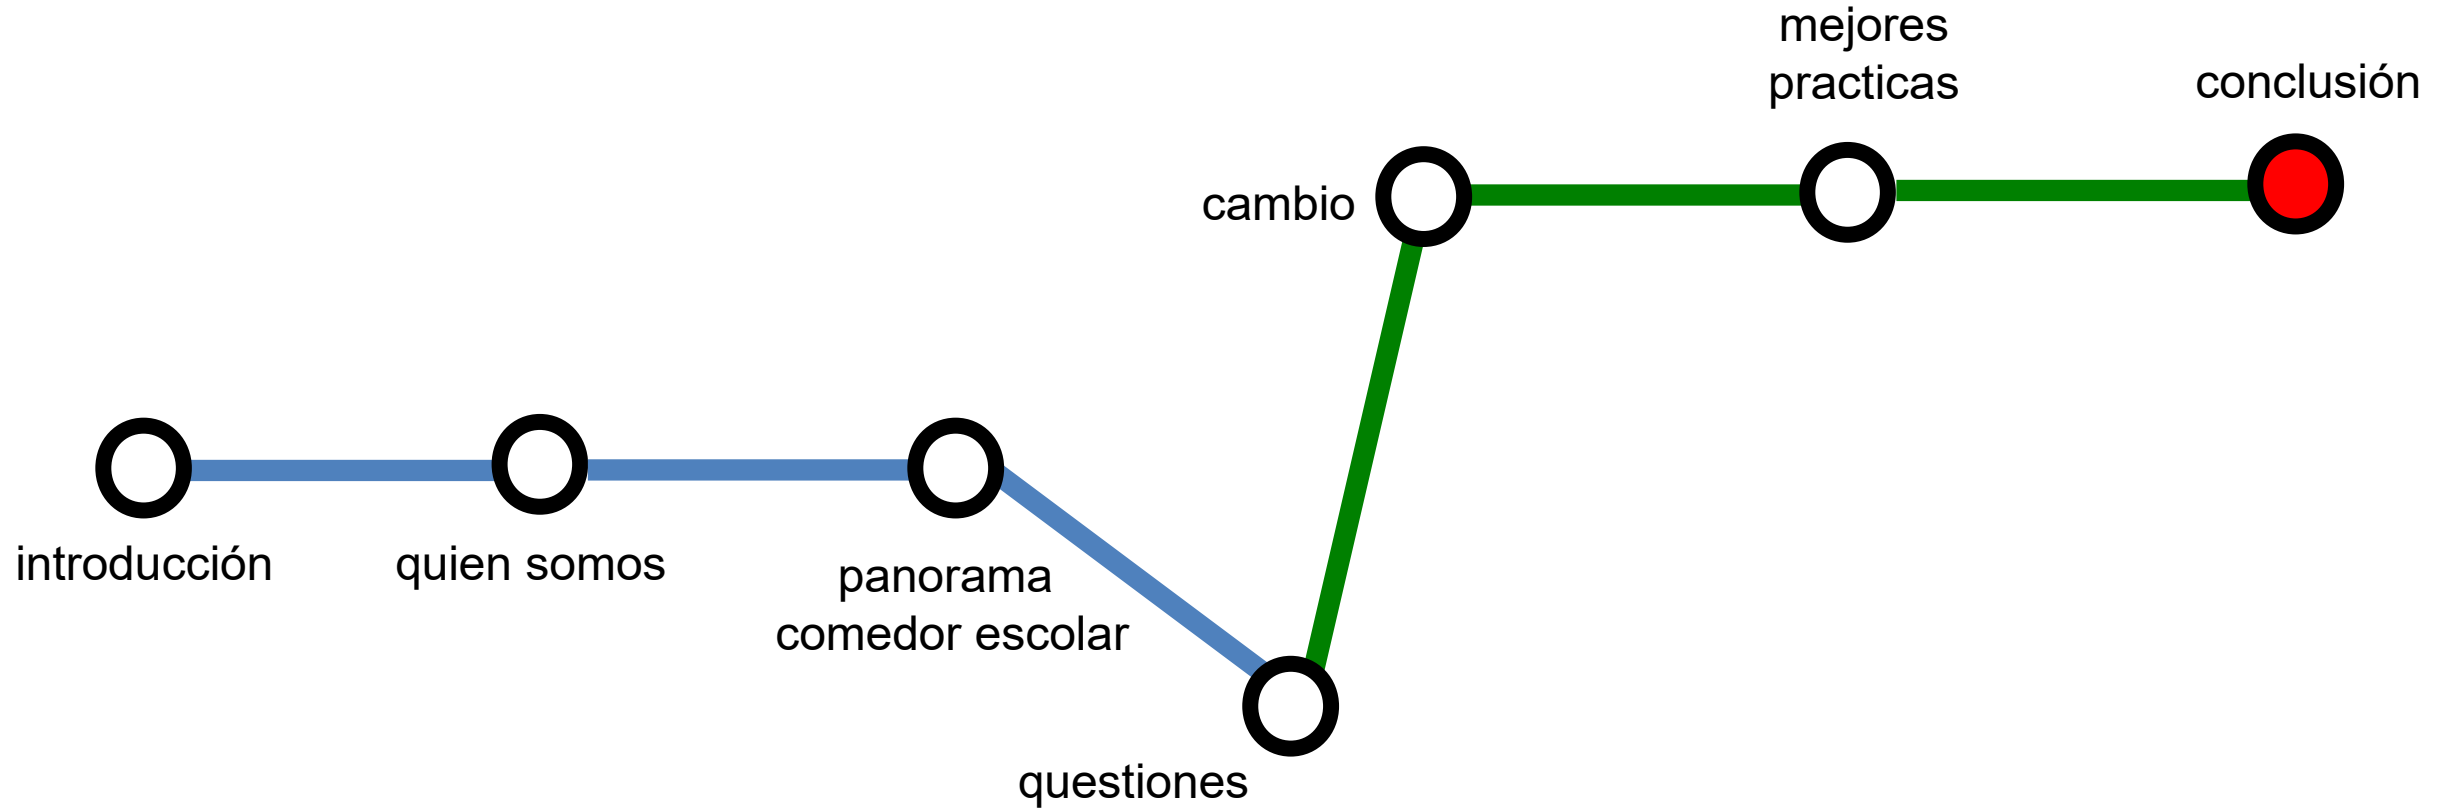 introducción
quien somos
panorama
comedor escolar
questiones
cambio
mejores
practicas
conclusión